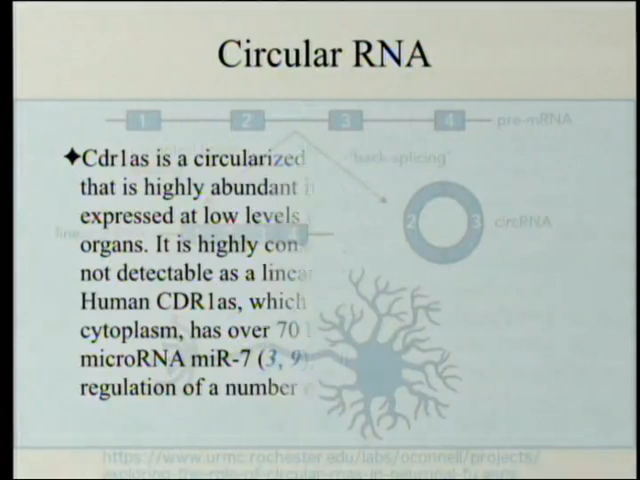 Circular RNA
1 2 3 4 pre-mRNA
✦Cdr1as is a circularized
"back-splicing"
that is highly abundant
expressed at low levels
2 3 circRNA
organs. It is highly
not detectable as a
Human CDR1as, which
cytoplasm, has over 70
microRNA miR-7 (3, 9)
regulation of a number
https://www.urmc.rochester.edu/labs/oconnell/projects/